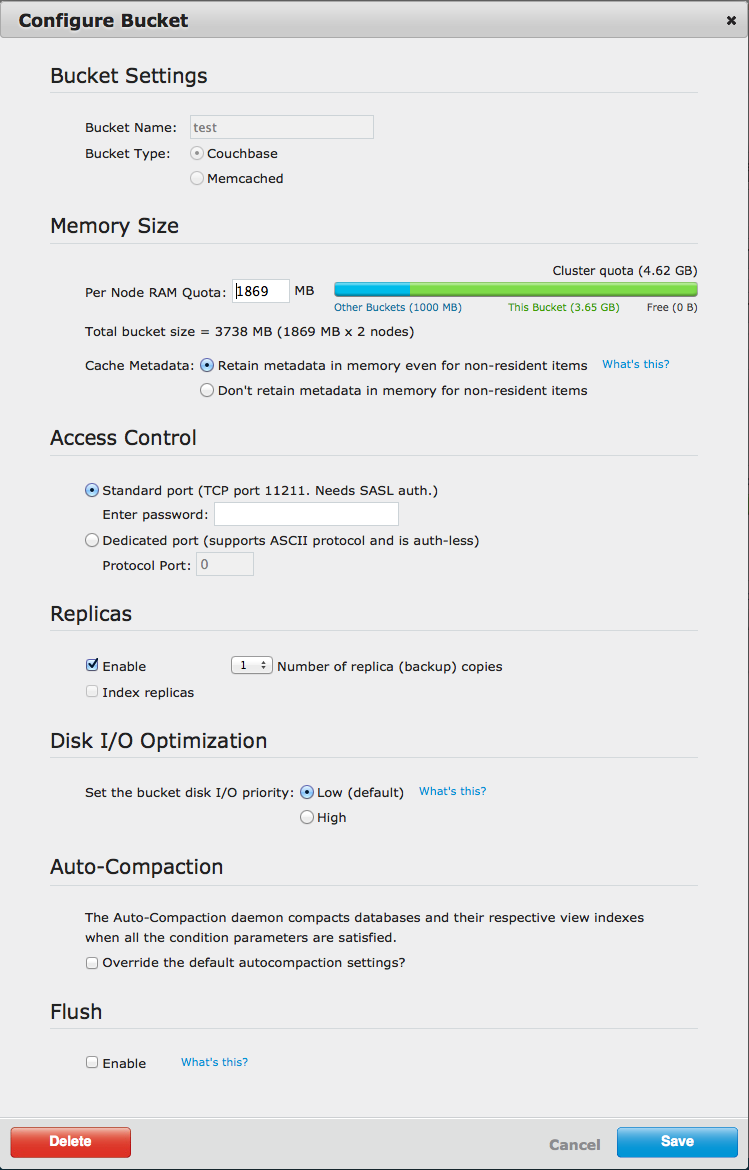 Configure Bucket ×
Bucket Settings
Bucket Name: test
Bucket Type: Couchbase
Memcached
Memory Size
Cluster quota (4.62 GB)
Per Node RAM Quota: 1869 MB
Other Buckets (1000 MB) This Bucket (3.65 GB) Free (0 B)
Total bucket size = 3738 MB (1869 MB x 2 nodes)
Cache Metadata: Retain metadata in memory even for non-resident items What's this?
Don't retain metadata in memory for non-resident items
Access Control
Standard port (TCP port 11211. Needs SASL auth.)
Enter password:
Dedicated port (supports ASCII protocol and is auth-less)
Protocol Port: 0
Replicas
Enable 1 Number of replica (backup) copies
Index replicas
Disk I/O Optimization
Set the bucket disk I/O priority: Low (default) What's this?
High
Auto-Compaction
The Auto-Compaction daemon compacts databases and their respective view indexes
when all the condition parameters are satisfied.
Override the default autocompaction settings?
Flush
Enable What's this?
Delete Cancel Save